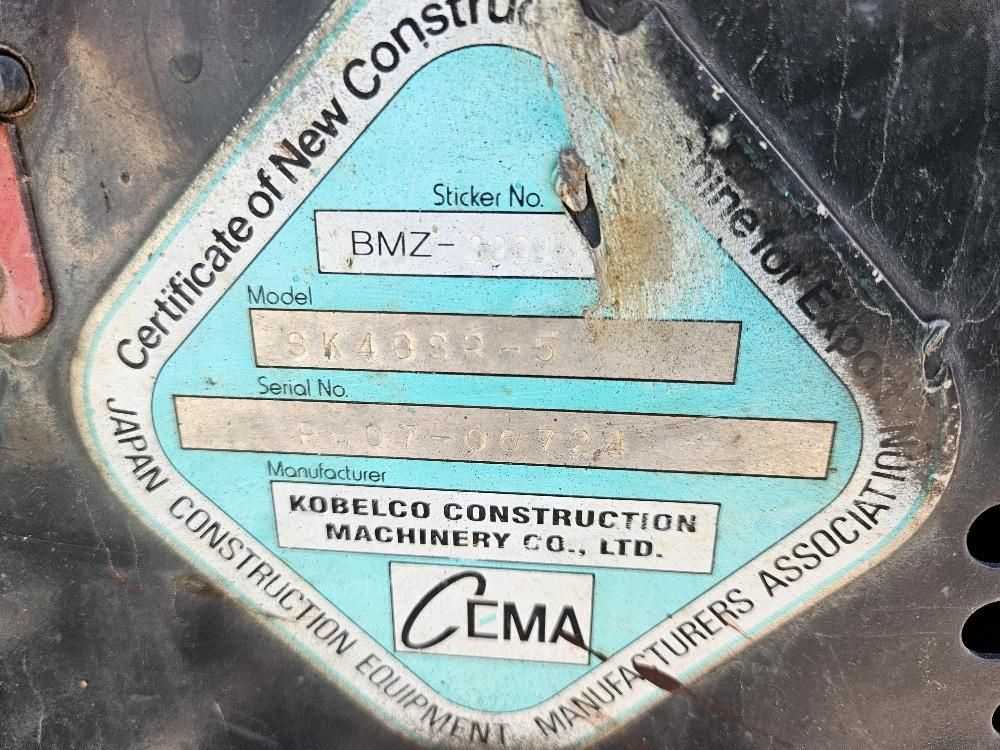 Certificate of New Constru
hine for Export
Sticker No.
BMZ-
Model
SK40SR-5
Serial No.
07-06724
Manufacturer
KOBELCO CONSTRUCTION
MACHINERY CO., LTD.
CEMA
JAPAN CONSTRUCTION EQUIPMENT MANUFACTURERS ASSOCIATION